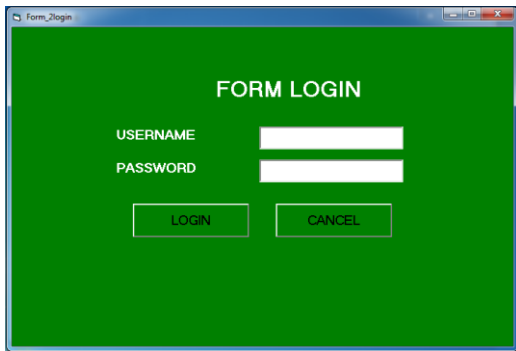 Form_2login
FORM LOGIN
USERNAME
PASSWORD
LOGIN CANCEL